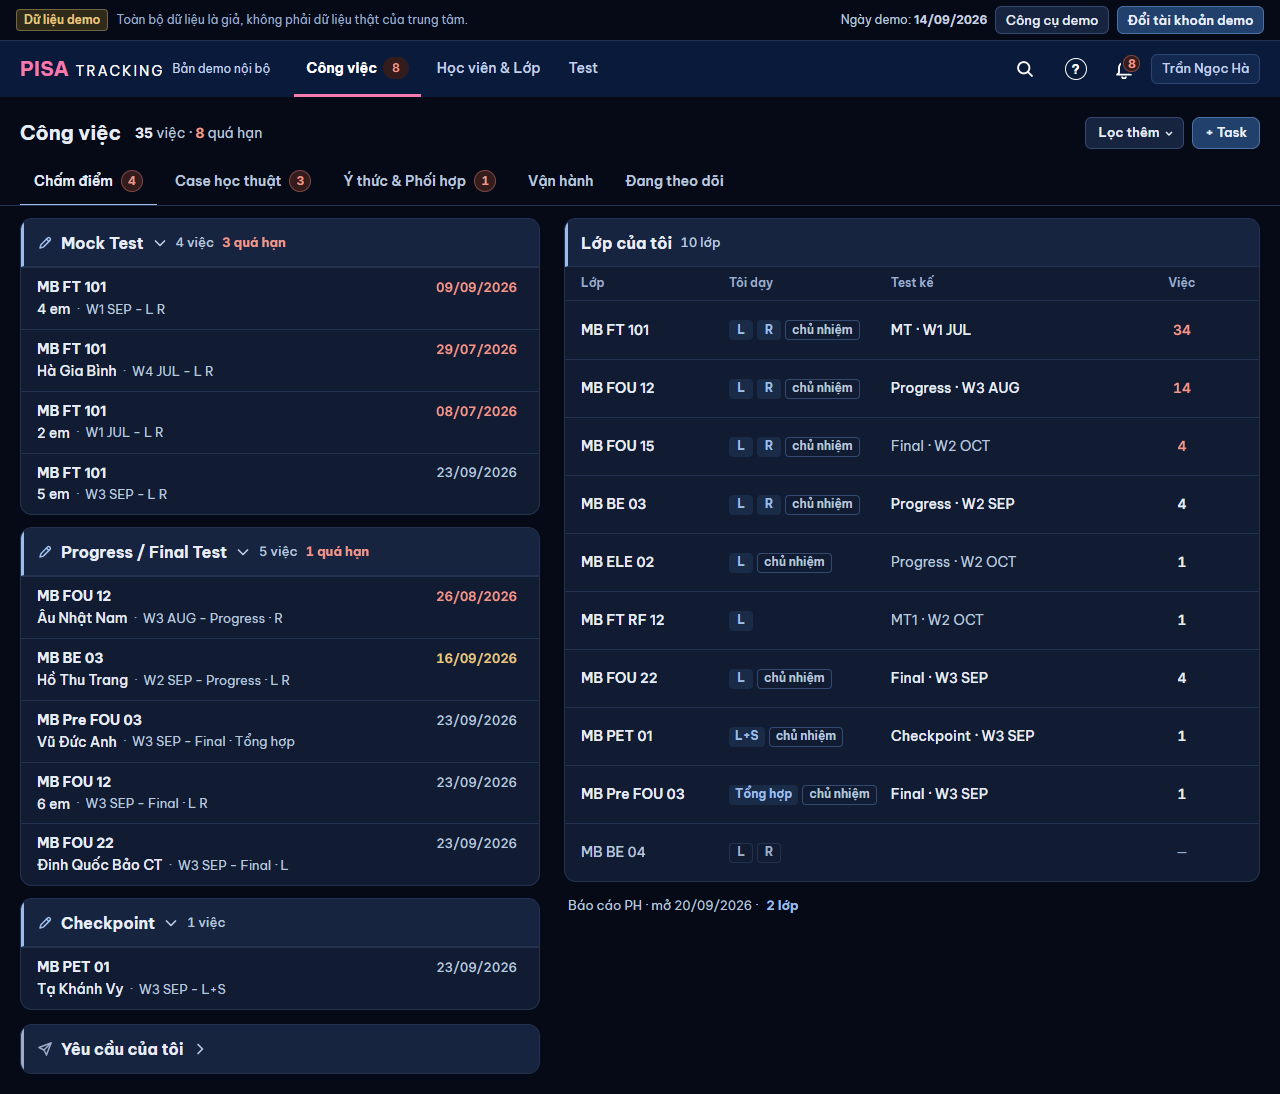 Dữ liệu demo Toàn bộ dữ liệu là giả, không phải dữ liệu thật của trung tâm. Ngày demo: 14/09/2026 Công cụ demo Đổi tài khoản demo
PISA TRACKING Bản demo nội bộ Công việc 8 Học viên & Lớp Test ? 8 Trần Ngọc Hà
Công việc 35 việc · 8 quá hạn Lọc thêm + Task
Chấm điểm 4 Case học thuật 3 Ý thức & Phối hợp 1 Vận hành Đang theo dõi
Mock Test 4 việc 3 quá hạn
MB FT 101 09/09/2026
4 em · W1 SEP – L R
MB FT 101 29/07/2026
Hà Gia Bình · W4 JUL – L R
MB FT 101 08/07/2026
2 em · W1 JUL – L R
MB FT 101 23/09/2026
5 em · W3 SEP – L R
Progress / Final Test 5 việc 1 quá hạn
MB FOU 12 26/08/2026
Âu Nhật Nam · W3 AUG – Progress · R
MB BE 03 16/09/2026
Hồ Thu Trang · W2 SEP – Progress · L R
MB Pre FOU 03 23/09/2026
Vũ Đức Anh · W3 SEP – Final · Tổng hợp
MB FOU 12 23/09/2026
6 em · W3 SEP – Final · L R
MB FOU 22 23/09/2026
Đinh Quốc Bảo CT · W3 SEP – Final · L
Checkpoint 1 việc
MB PET 01 23/09/2026
Tạ Khánh Vy · W3 SEP – L+S
Yêu cầu của tôi
Lớp của tôi 10 lớp
Lớp Tôi dạy Test kế Việc
MB FT 101 L R chủ nhiệm MT · W1 JUL 34
MB FOU 12 L R chủ nhiệm Progress · W3 AUG 14
MB FOU 15 L R chủ nhiệm Final · W2 OCT 4
MB BE 03 L R chủ nhiệm Progress · W2 SEP 4
MB ELE 02 L chủ nhiệm Progress · W2 OCT 1
MB FT RF 12 L MT1 · W2 OCT 1
MB FOU 22 L chủ nhiệm Final · W3 SEP 4
MB PET 01 L+S chủ nhiệm Checkpoint · W3 SEP 1
MB Pre FOU 03 Tổng hợp chủ nhiệm Final · W3 SEP 1
MB BE 04 L R —
Báo cáo PH · mở 20/09/2026 · 2 lớp